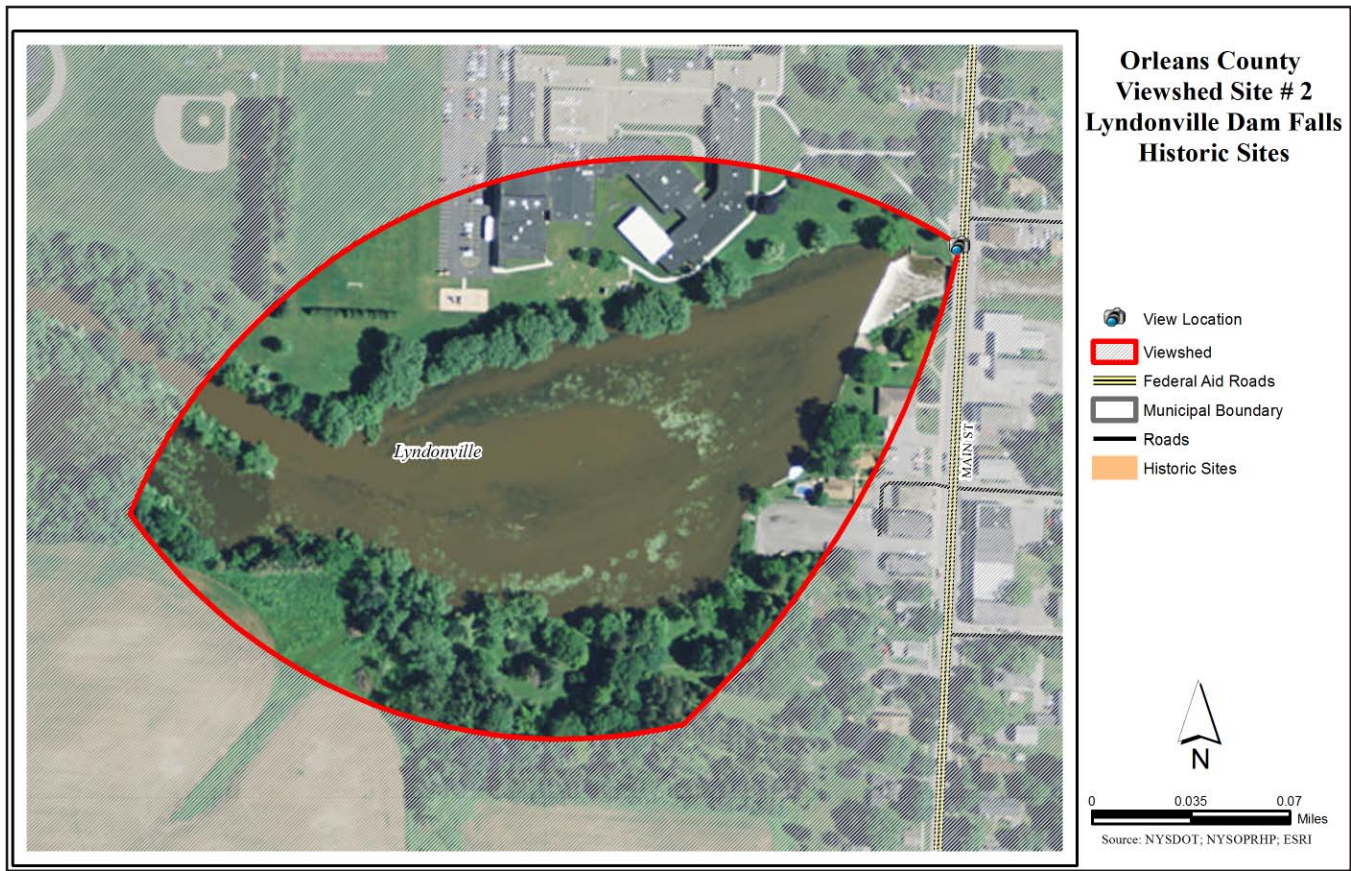 Orleans County
Viewshed Site # 2
Lyndonville Dam Falls
Historic Sites
View Location
Viewshed
Federal Aid Roads
Municipal Boundary
Roads
Historic Sites
Lyndonville
MAIN ST
N
0 0.035 0.07
Miles
Source: NYSDOT; NYSOPRHP; ESRI